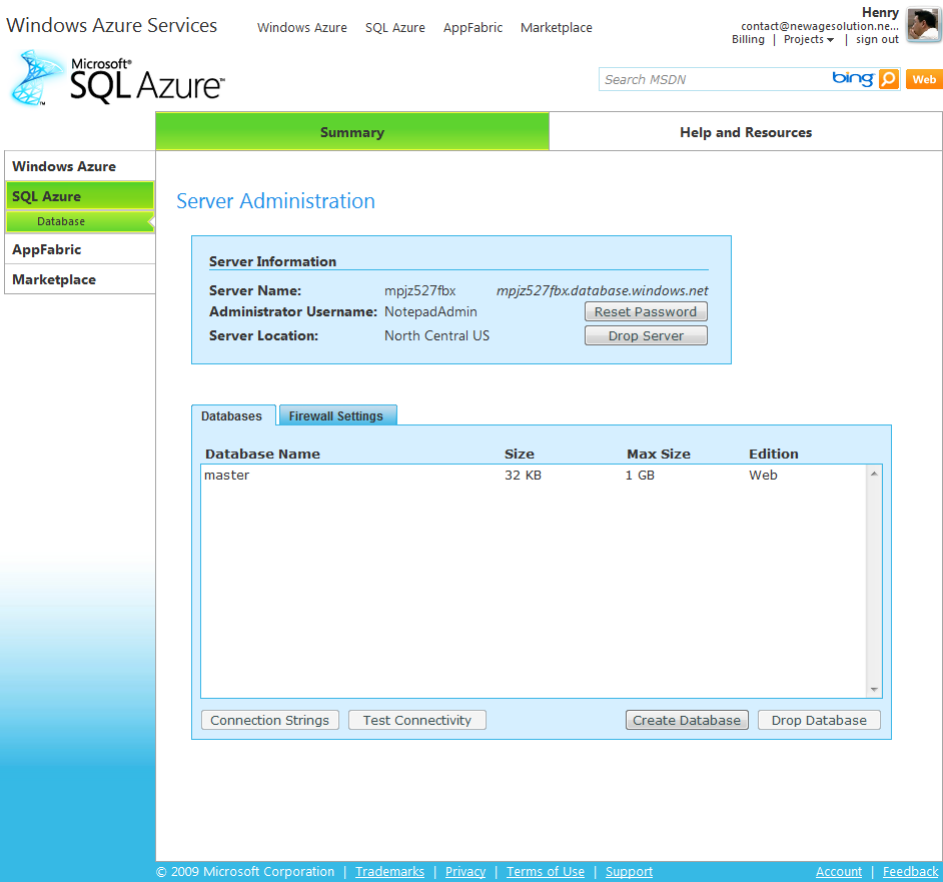 Windows Azure Services Windows Azure SQL Azure AppFabric Marketplace
Henry
contact@newagesolution.ne...
Billing | Projects | sign out
Microsoft®
SQL Azure™
Search MSDN bing Web
Summary Help and Resources
Windows Azure
SQL Azure
Database
AppFabric
Marketplace
Server Administration
Server Information
Server Name: mpjz527fbx mpjz527fbx.database.windows.net
Administrator Username: NotepadAdmin Reset Password
Server Location: North Central US Drop Server
Databases Firewall Settings
Database Name Size Max Size Edition
master 32 KB 1 GB Web
Connection Strings Test Connectivity Create Database Drop Database
© 2009 Microsoft Corporation | Trademarks | Privacy | Terms of Use | Support Account | Feedback